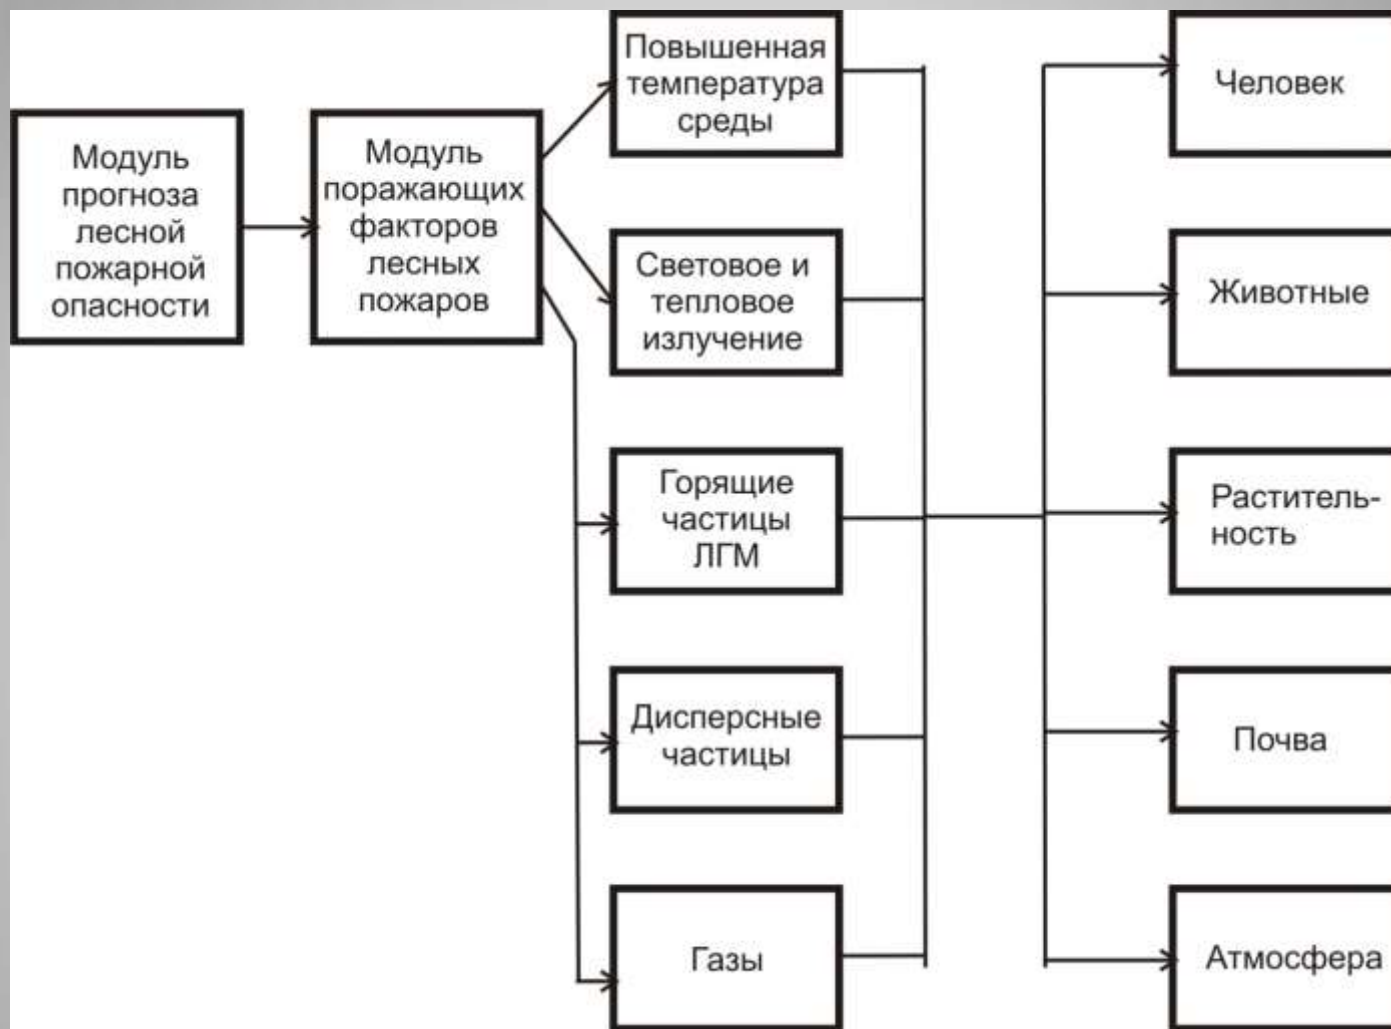 Модуль
прогноза
лесной
пожарной
опасности
Модуль
поражающих
факторов
лесных
пожаров
Повышенная
температура
среды
Световое и
тепловое
излучение
Горящие
частицы
ЛГМ
Дисперсные
частицы
Газы
Человек
Животные
Раститель-
ность
Почва
Атмосфера